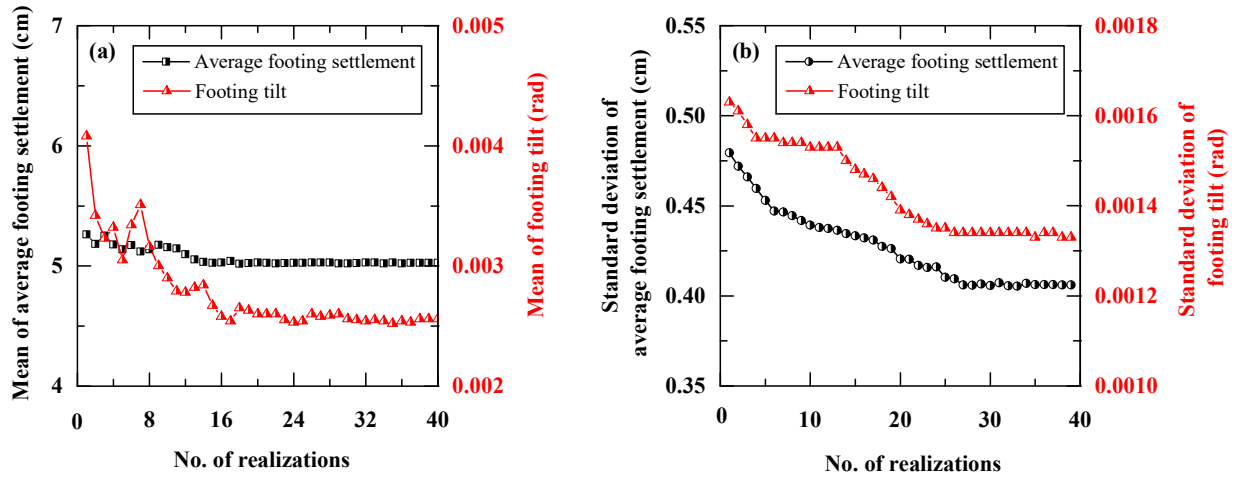 Mean of average footing settlement (cm)
7
6
5
4
(a)
Average footing settlement
Footing tilt
0.005
0.004
0.003
0.002
Mean of footing tilt (rad)
0
8
16
24
32
40
No. of realizations
Standard deviation of
average footing settlement (cm)
0.55
0.50
0.45
0.40
0.35
(b)
Average footing settlement
Footing tilt
0.0018
0.0016
0.0014
0.0012
0.0010
Standard deviation of
footing tilt (rad)
0
10
20
30
40
No. of realizations